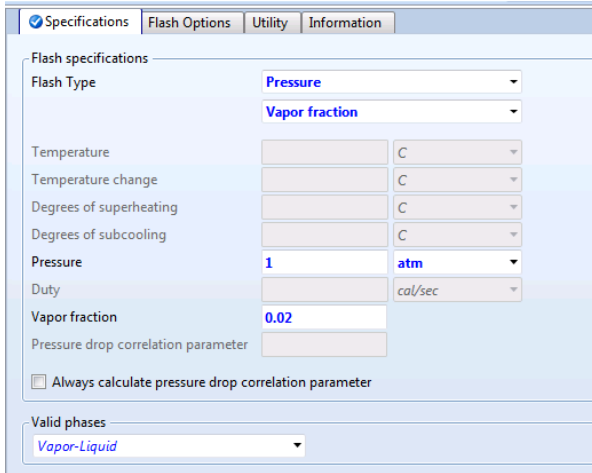 Specifications Flash Options Utility Information
Flash specifications
Flash Type Pressure
Vapor fraction
Temperature C
Temperature change C
Degrees of superheating C
Degrees of subcooling C
Pressure 1 atm
Duty cal/sec
Vapor fraction 0.02
Pressure drop correlation parameter
Always calculate pressure drop correlation parameter
Valid phases
Vapor-Liquid